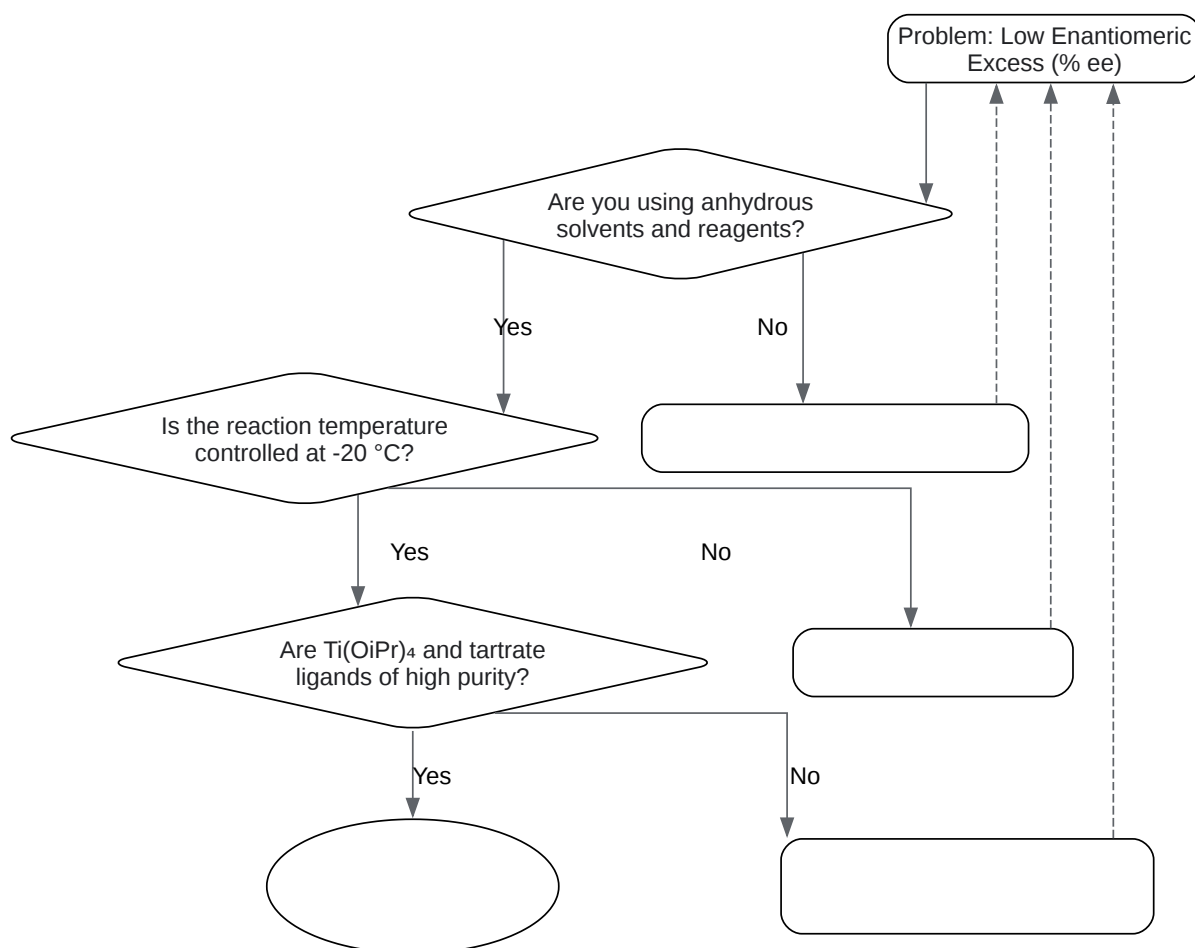 Problem: Low Enantiomeric
Excess (% ee)
Are you using anhydrous
solvents and reagents?
Yes
No
Is the reaction temperature
controlled at -20 °C?
Yes
No
Are Ti(OiPr)₄ and tartrate
ligands of high purity?
Yes
No